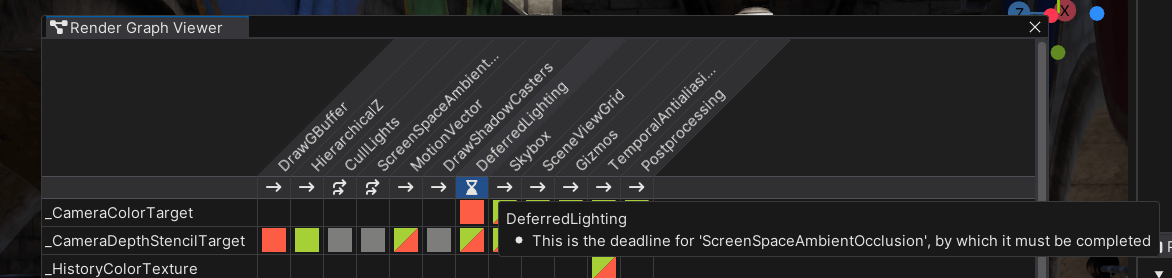 Z
X
Render Graph Viewer
DrawGBuffer
HierarchicalZ
CullLights
ScreenSpaceAmbient...
MotionVector
DrawShadowCasters
DeferredLighting
Skybox
SceneViewGrid
Gizmos
TemporalAntialiasi...
Postprocessing
_CameraColorTarget
DeferredLighting
This is the deadline for 'ScreenSpaceAmbientOcclusion', by which it must be completed
_CameraDepthStencilTarget
_HistoryColorTexture